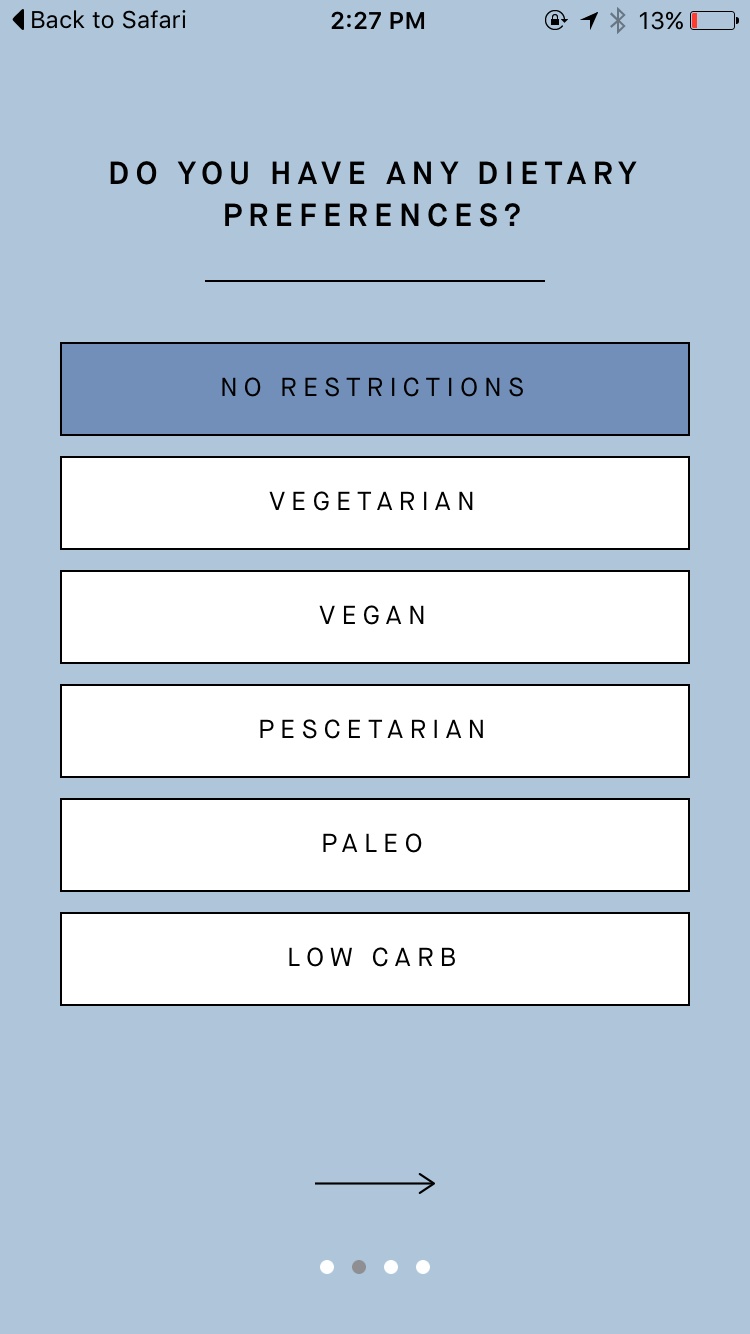 Back to Safari 2:27 PM 13%
DO YOU HAVE ANY DIETARY
PREFERENCES?
NO RESTRICTIONS
VEGETARIAN
VEGAN
PESCETARIAN
PALEO
LOW CARB